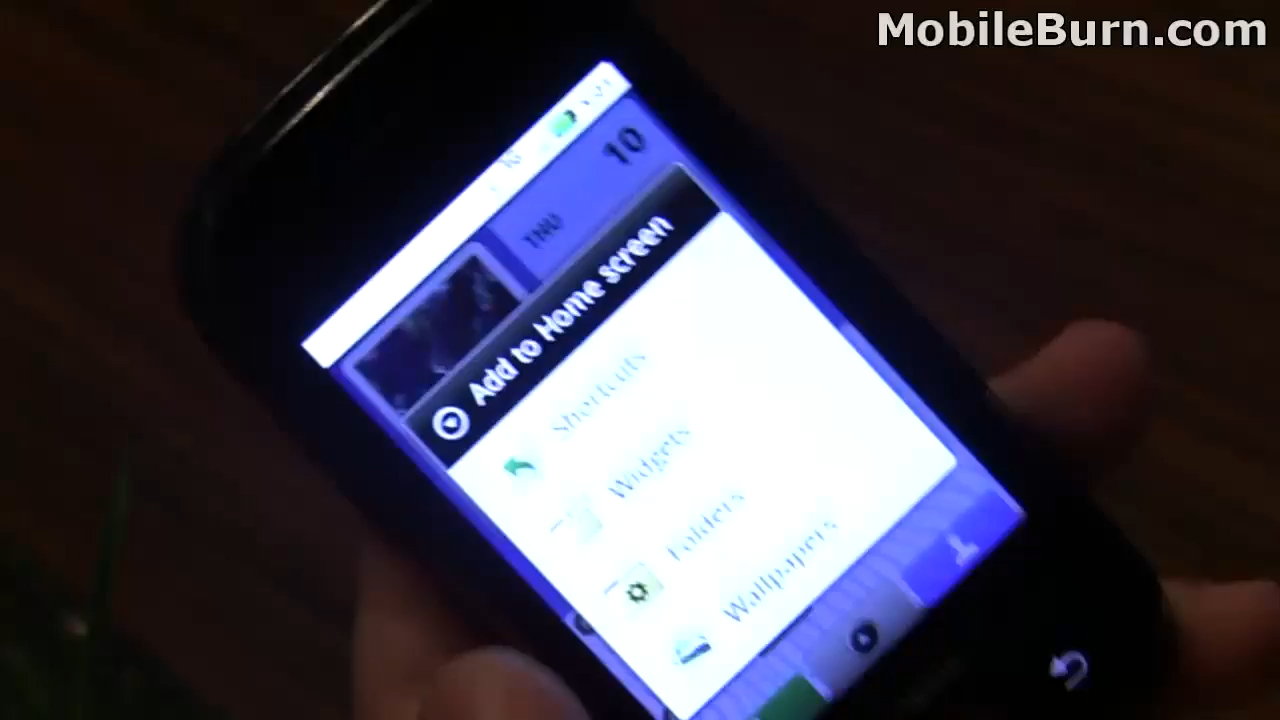 MobileBurn.com
10
THU
Add to Home screen
Shortcuts
Widgets
Folders
Wallpapers